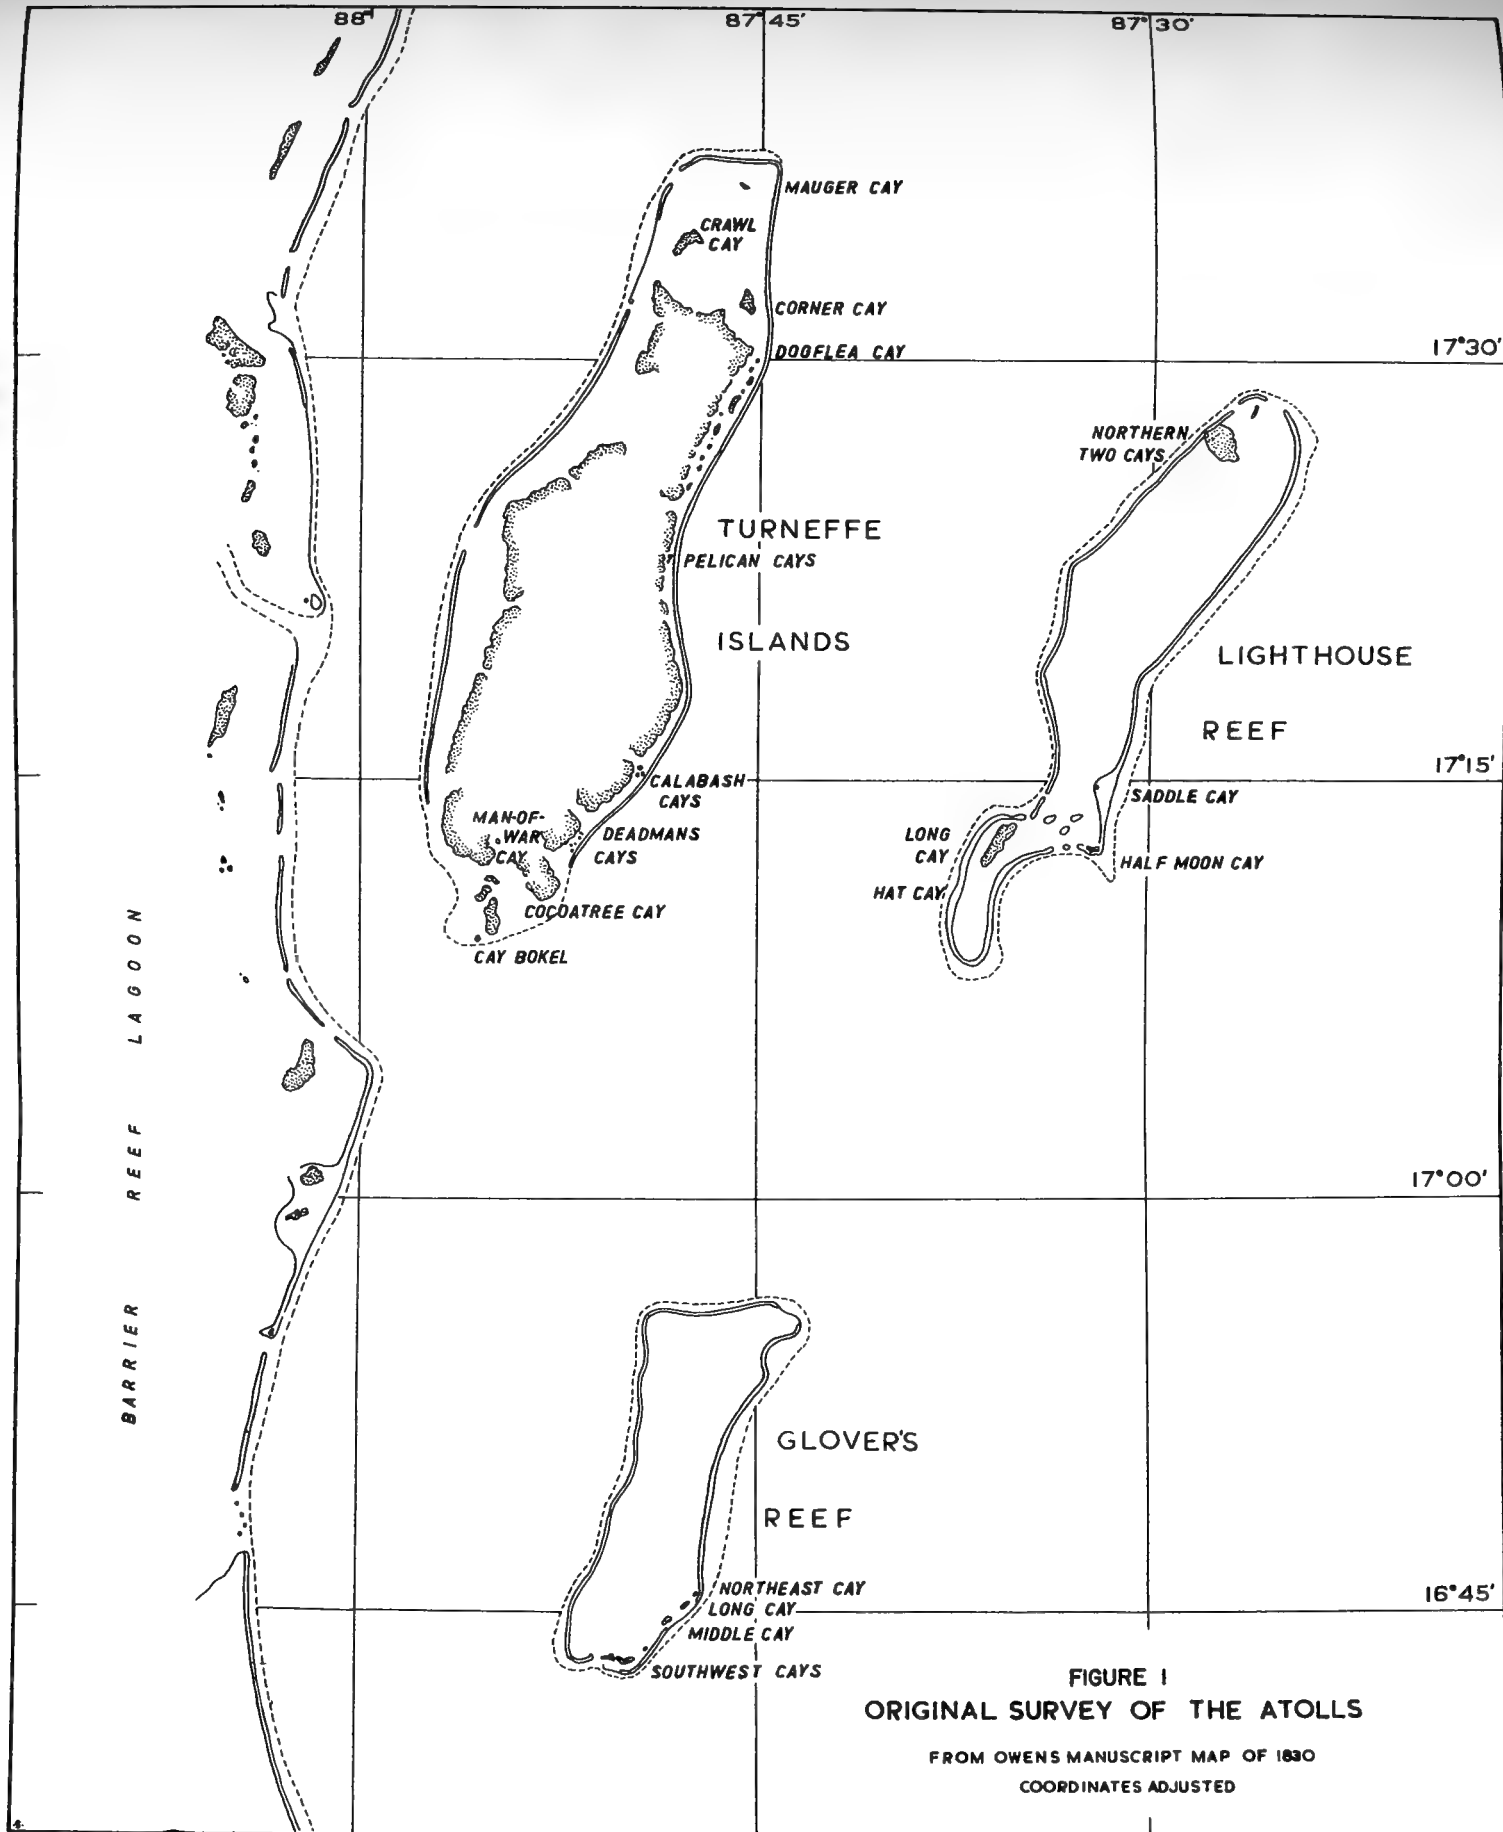 88°
87°45'
87°30'
MAUGER CAY
CRAWL
CAY
CORNER CAY
DOGFLEA CAY
17°30'
NORTHERN
TWO CAYS
TURNEFFE
PELICAN CAYS
ISLANDS
LIGHTHOUSE
REEF
17°15'
CALABASH
CAYS
SADDLE CAY
MAN-OF-
WAR
CAY
DEADMANS
CAYS
LONG
CAY
HALF MOON CAY
HAT CAY
COCOATREE CAY
CAY BOKEL
BARRIER REEF LAGOON
17°00'
GLOVER'S
REEF
NORTHEAST CAY
LONG CAY
16°45'
MIDDLE CAY
SOUTHWEST CAYS
FIGURE 1
ORIGINAL SURVEY OF THE ATOLLS
FROM OWENS MANUSCRIPT MAP OF 1830
COORDINATES ADJUSTED